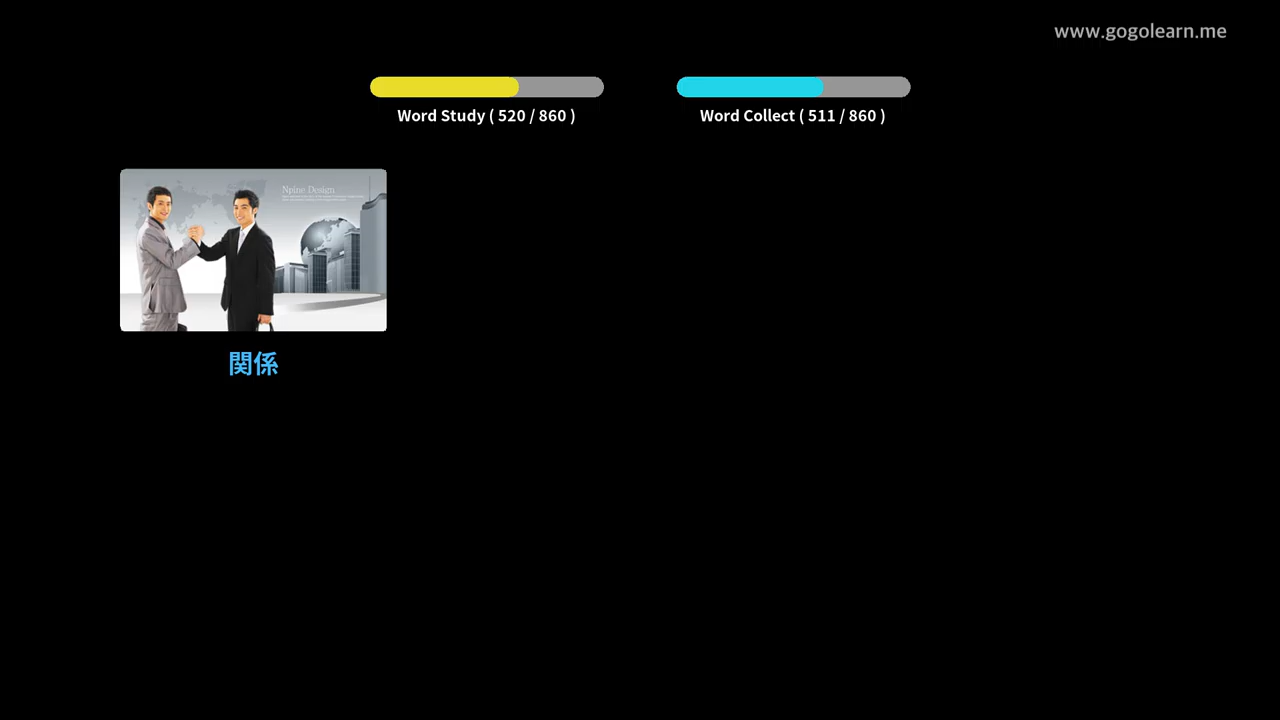 www.gogolearn.me
Word Study ( 520 / 860 )
Word Collect ( 511 / 860 )
Npine Design
関係